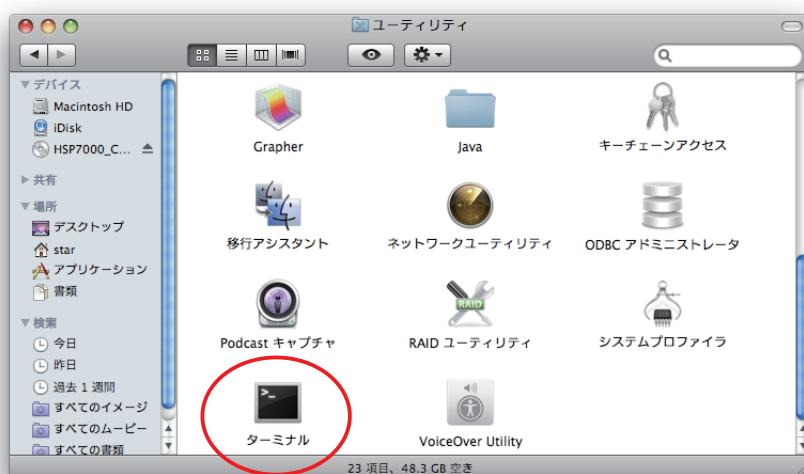 ユーティリティ
デバイス
Macintosh HD
iDisk
HSP7000_C...
共有
場所
デスクトップ
star
アプリケーション
書類
検索
今日
昨日
過去 1 週間
すべてのイメージ
すべてのムービー
すべての書類
Grapher
Java
キーチェーンアクセス
移行アシスタント
ネットワークユーティリティ
ODBC アドミニストレータ
Podcast キャプチャ
RAID
RAID ユーティリティ
システムプロファイラ
>_
ターミナル
VoiceOver Utility
23 項目、48.3 GB 空き